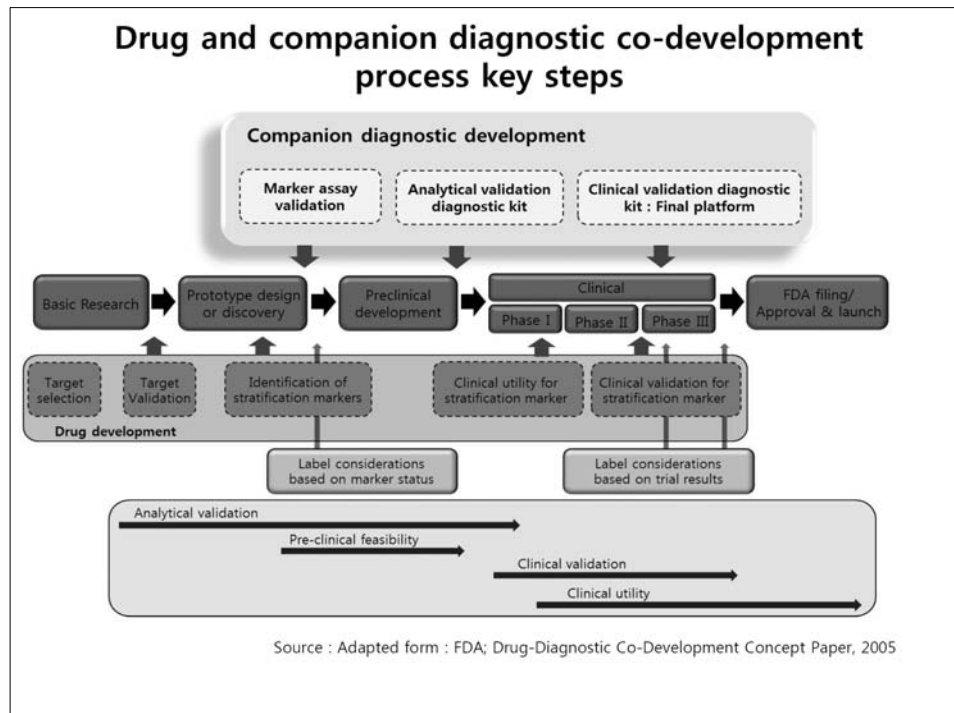 Drug and companion diagnostic co-development
process key steps
Companion diagnostic development
Marker assay
validation
Analytical validation
diagnostic kit
Clinical validation diagnostic
kit : Final platform
Basic Research
Prototype design
or discovery
Preclinical
development
Clinical
Phase I
Phase II
Phase III
FDA filing/
Approval & launch
Target
selection
Target
Validation
Identification of
stratification markers
Clinical utility for
stratification marker
Clinical validation for
stratification marker
Drug development
Label considerations
based on marker status
Label considerations
based on trial results
Analytical validation
Pre-clinical feasibility
Clinical validation
Clinical utility
Source : Adapted form : FDA; Drug-Diagnostic Co-Development Concept Paper, 2005